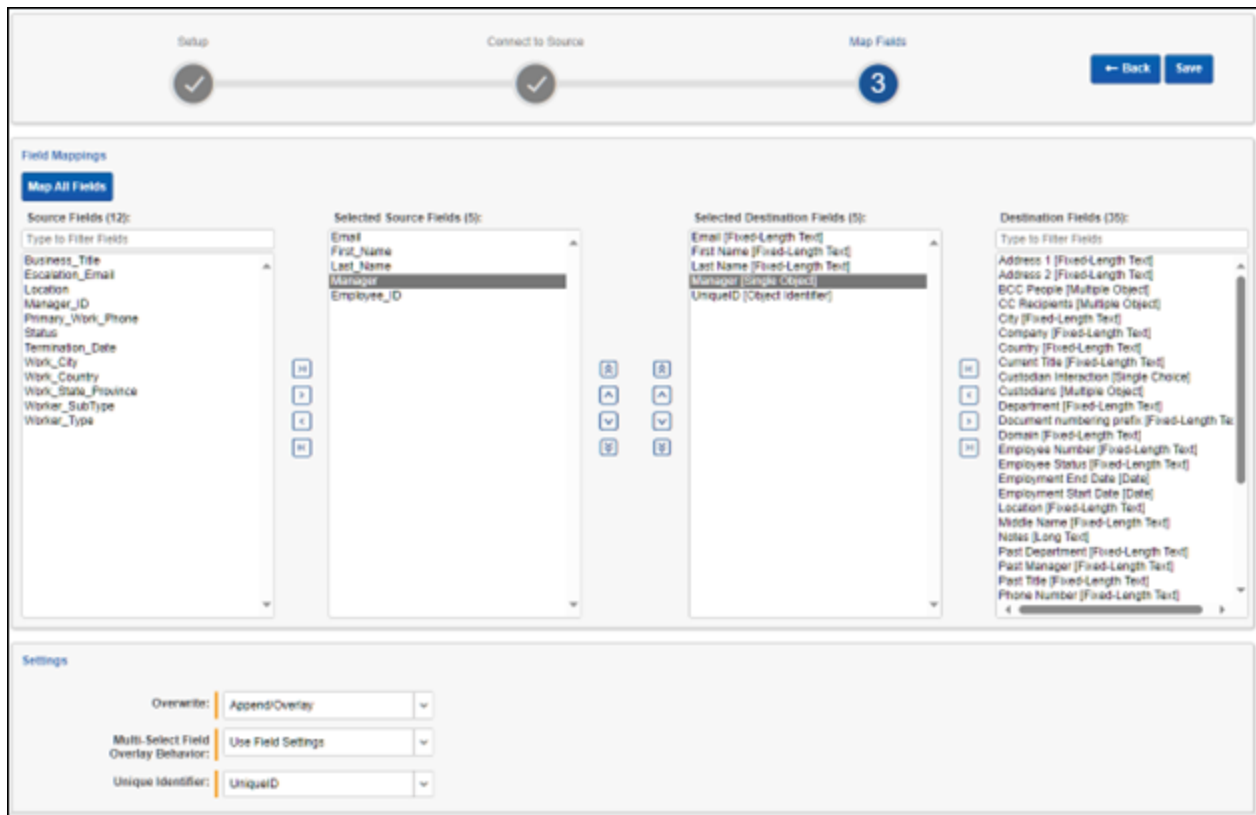 Setup
Connect to Source
Map Fields
3
← Back
Save
Field Mappings
Map All Fields
Source Fields (12):
Type to Filter Fields
Business_Title
Escalation_Email
Location
Manager_ID
Primary_Work_Phone
Status
Termination_Date
Work_City
Work_Country
Work_State_Province
Worker_SubType
Worker_Type
Selected Source Fields (5):
Email
First_Name
Last_Name
Manager
Employee_ID
Selected Destination Fields (5):
Email [Fixed-Length Text]
First Name [Fixed-Length Text]
Last Name [Fixed-Length Text]
Manager [Single Object]
UniqueID [Object Identifier]
Destination Fields (35):
Type to Filter Fields
Address 1 [Fixed-Length Text]
Address 2 [Fixed-Length Text]
BCC People [Multiple Object]
CC Recipients [Multiple Object]
City [Fixed-Length Text]
Company [Fixed-Length Text]
Country [Fixed-Length Text]
Current Title [Fixed-Length Text]
Custodian Interaction [Single Choice]
Custodians [Multiple Object]
Department [Fixed-Length Text]
Document numbering prefix [Fixed-Length Te
Domain [Fixed-Length Text]
Employee Number [Fixed-Length Text]
Employee Status [Fixed-Length Text]
Employment End Date [Date]
Employment Start Date [Date]
Location [Fixed-Length Text]
Middle Name [Fixed-Length Text]
Notes [Long Text]
Past Department [Fixed-Length Text]
Past Manager [Fixed-Length Text]
Past Title [Fixed-Length Text]
Phone Number [Fixed-Length Text]
Settings
Overwrite:
Append/Overlay
Multi-Select Field
Overlay Behavior:
Use Field Settings
Unique Identifier:
UniqueID